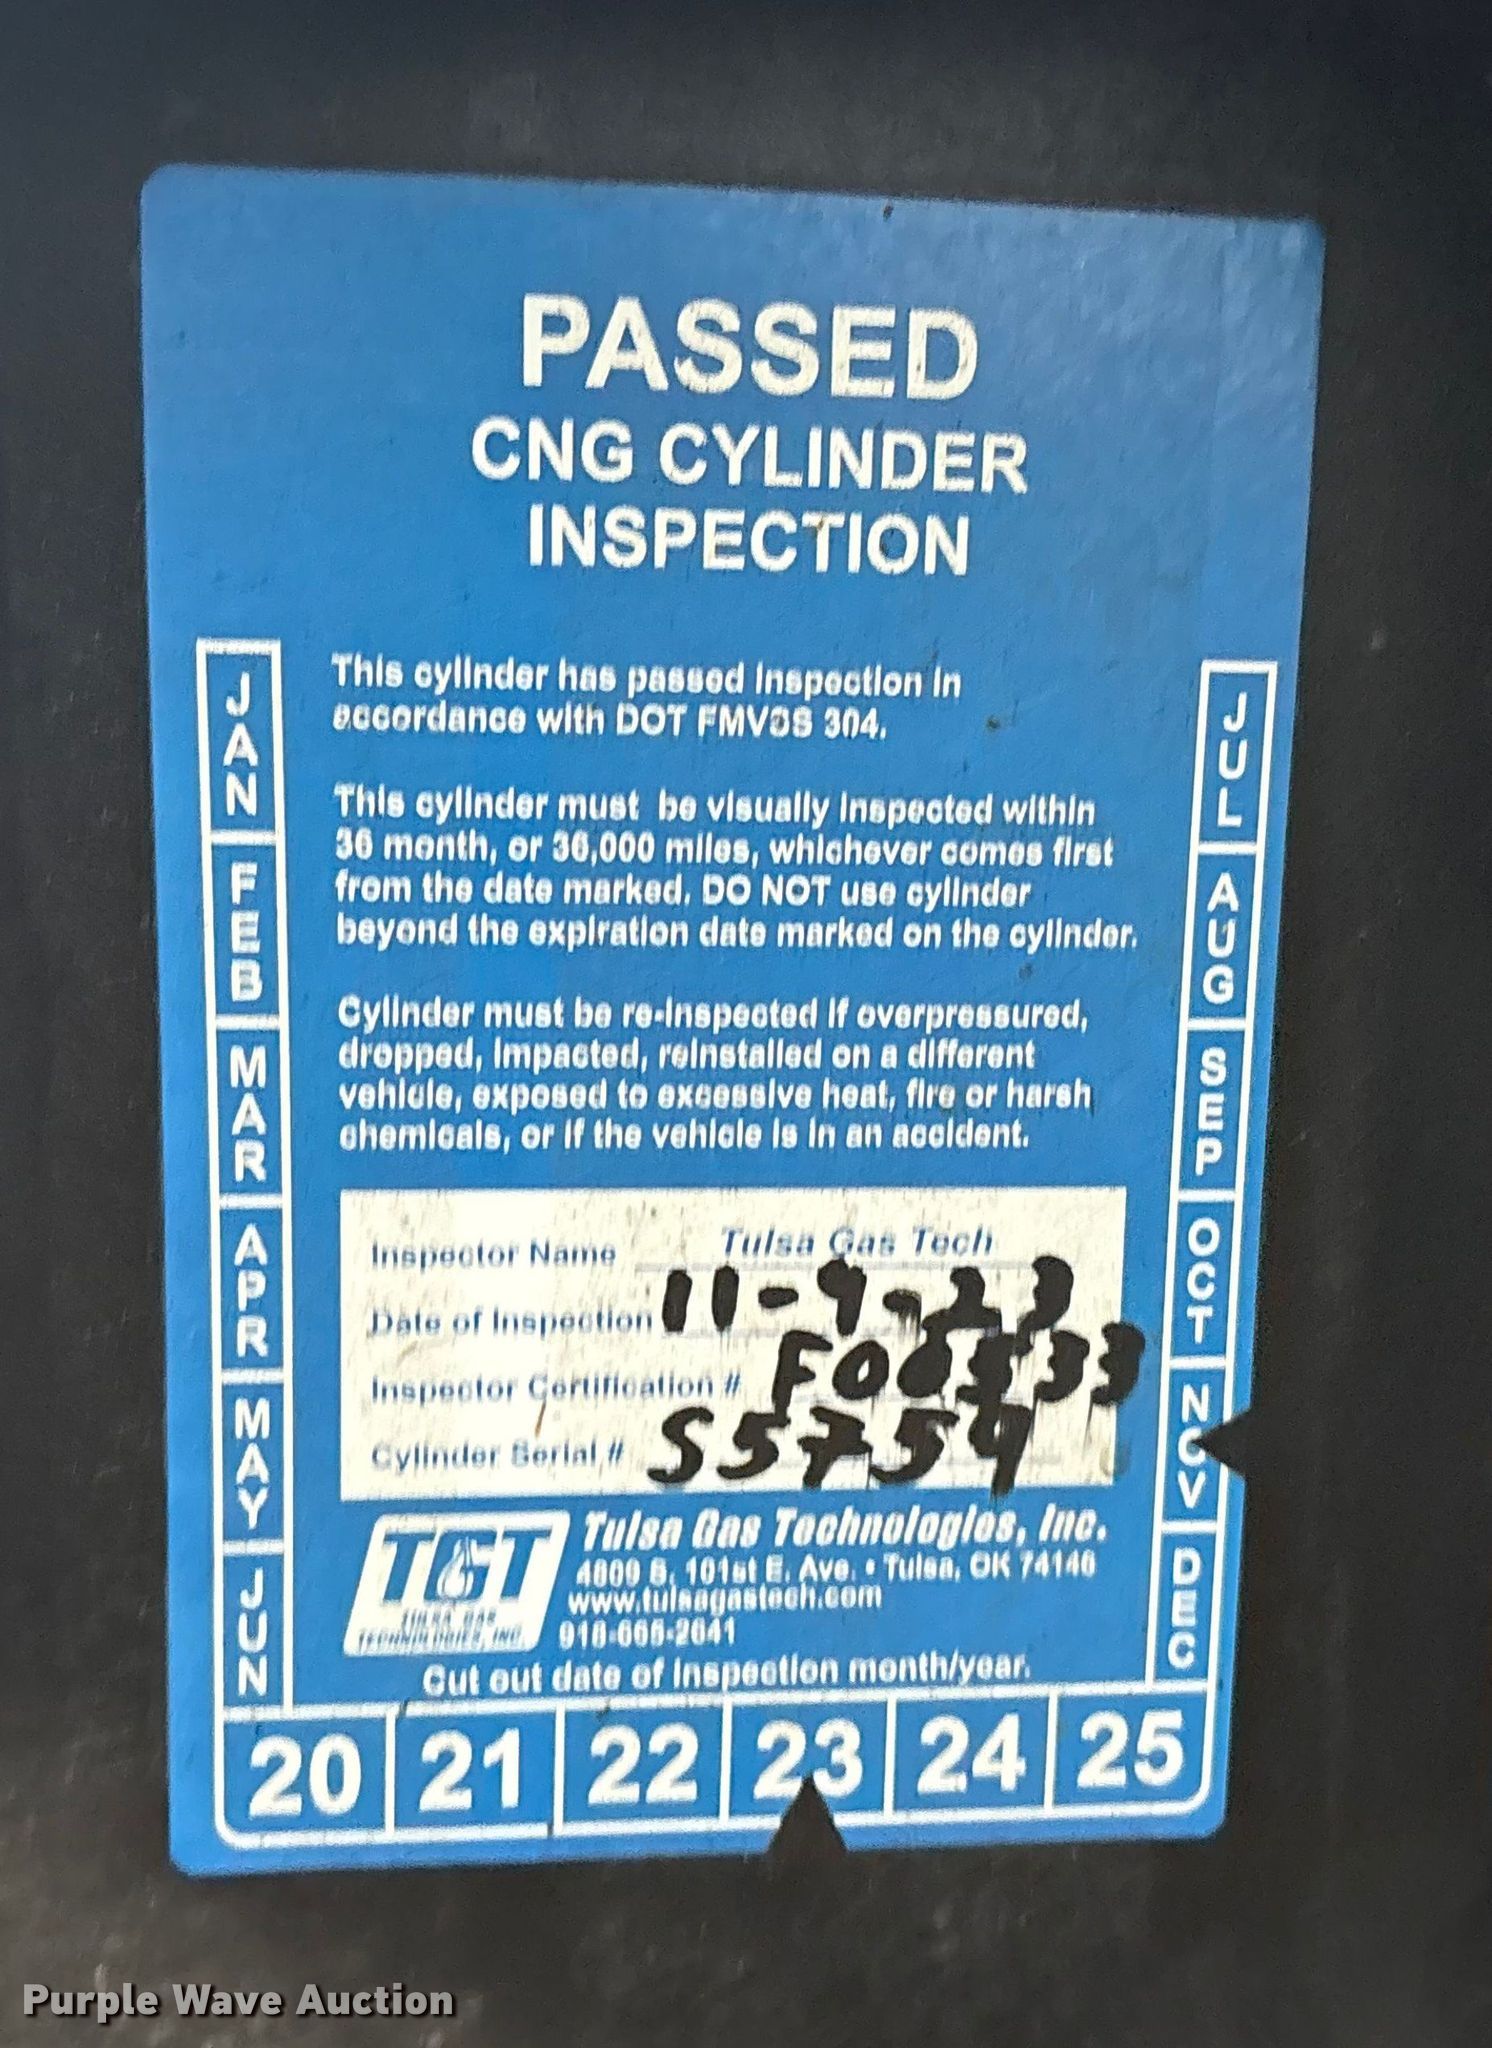 PASSED
CNG CYLINDER
INSPECTION
This cylinder has passed inspection in
accordance with DOT FMVSS 304.
This cylinder must be visually inspected within
36 month, or 36,000 miles, whichever comes first
from the date marked. DO NOT use cylinder
beyond the expiration date marked on the cylinder.
Cylinder must be re-inspected if overpressured,
dropped, impacted, reinstalled on a different
vehicle, exposed to excessive heat, fire or harsh
chemicals, or if the vehicle is in an accident.
JAN
FEB
MAR
APR
MAY
JUN
JUL
AUG
SEP
OCT
NOV
DEC
Inspector Name Tulsa Gas Tech
Date of Inspection 11-9-23
Inspector Certification #
Cylinder Serial # S5754
TGT
TULSA GAS
TECHNOLOGIES, INC.
Tulsa Gas Technologies, Inc.
4809 S. 101st E. Ave. • Tulsa, OK 74146
www.tulsagastech.com
918-665-2641
Cut out date of inspection month/year.
20 21 22 23 24 25
Purple Wave Auction